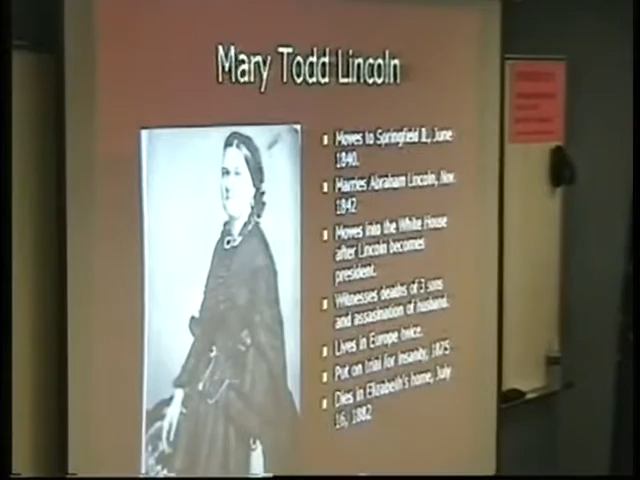 Mary Todd Lincoln
Moves to Springfield IL, June
1840.
Marries Abraham Lincoln, Nov.
1842
Moves into the White House
after Lincoln becomes
president.
Witnesses deaths of 3 sons
and assasination of husband.
Lives in Europe twice.
Put on trial for insanity, 1875
Dies in Elizabeth's home, July
16, 1882